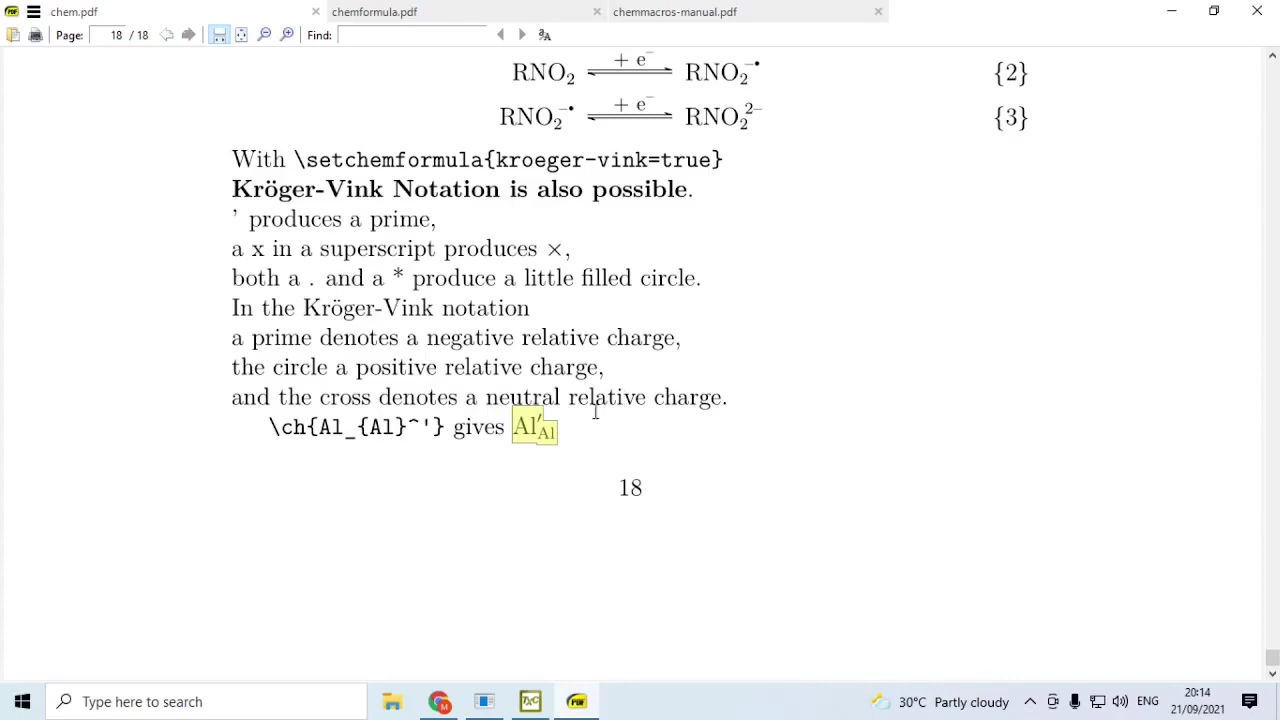 chem.pdf
chemformula.pdf
chemmacros-manual.pdf
Page: 18 / 18 Find:
RNO₂ ⇌ + e⁻ RNO₂⁻• {2}
RNO₂⁻• ⇌ + e⁻ RNO₂²⁻ {3}
With \setchemformula{kroeger-vink=true}
Kröger-Vink Notation is also possible.
’ produces a prime,
a x in a superscript produces ×,
both a . and a * produce a little filled circle.
In the Kröger-Vink notation
a prime denotes a negative relative charge,
the circle a positive relative charge,
and the cross denotes a neutral relative charge.
\ch{Al_{Al}^'} gives Al′Al
18
Type here to search
30°C Partly cloudy
ENG
20:14
21/09/2021